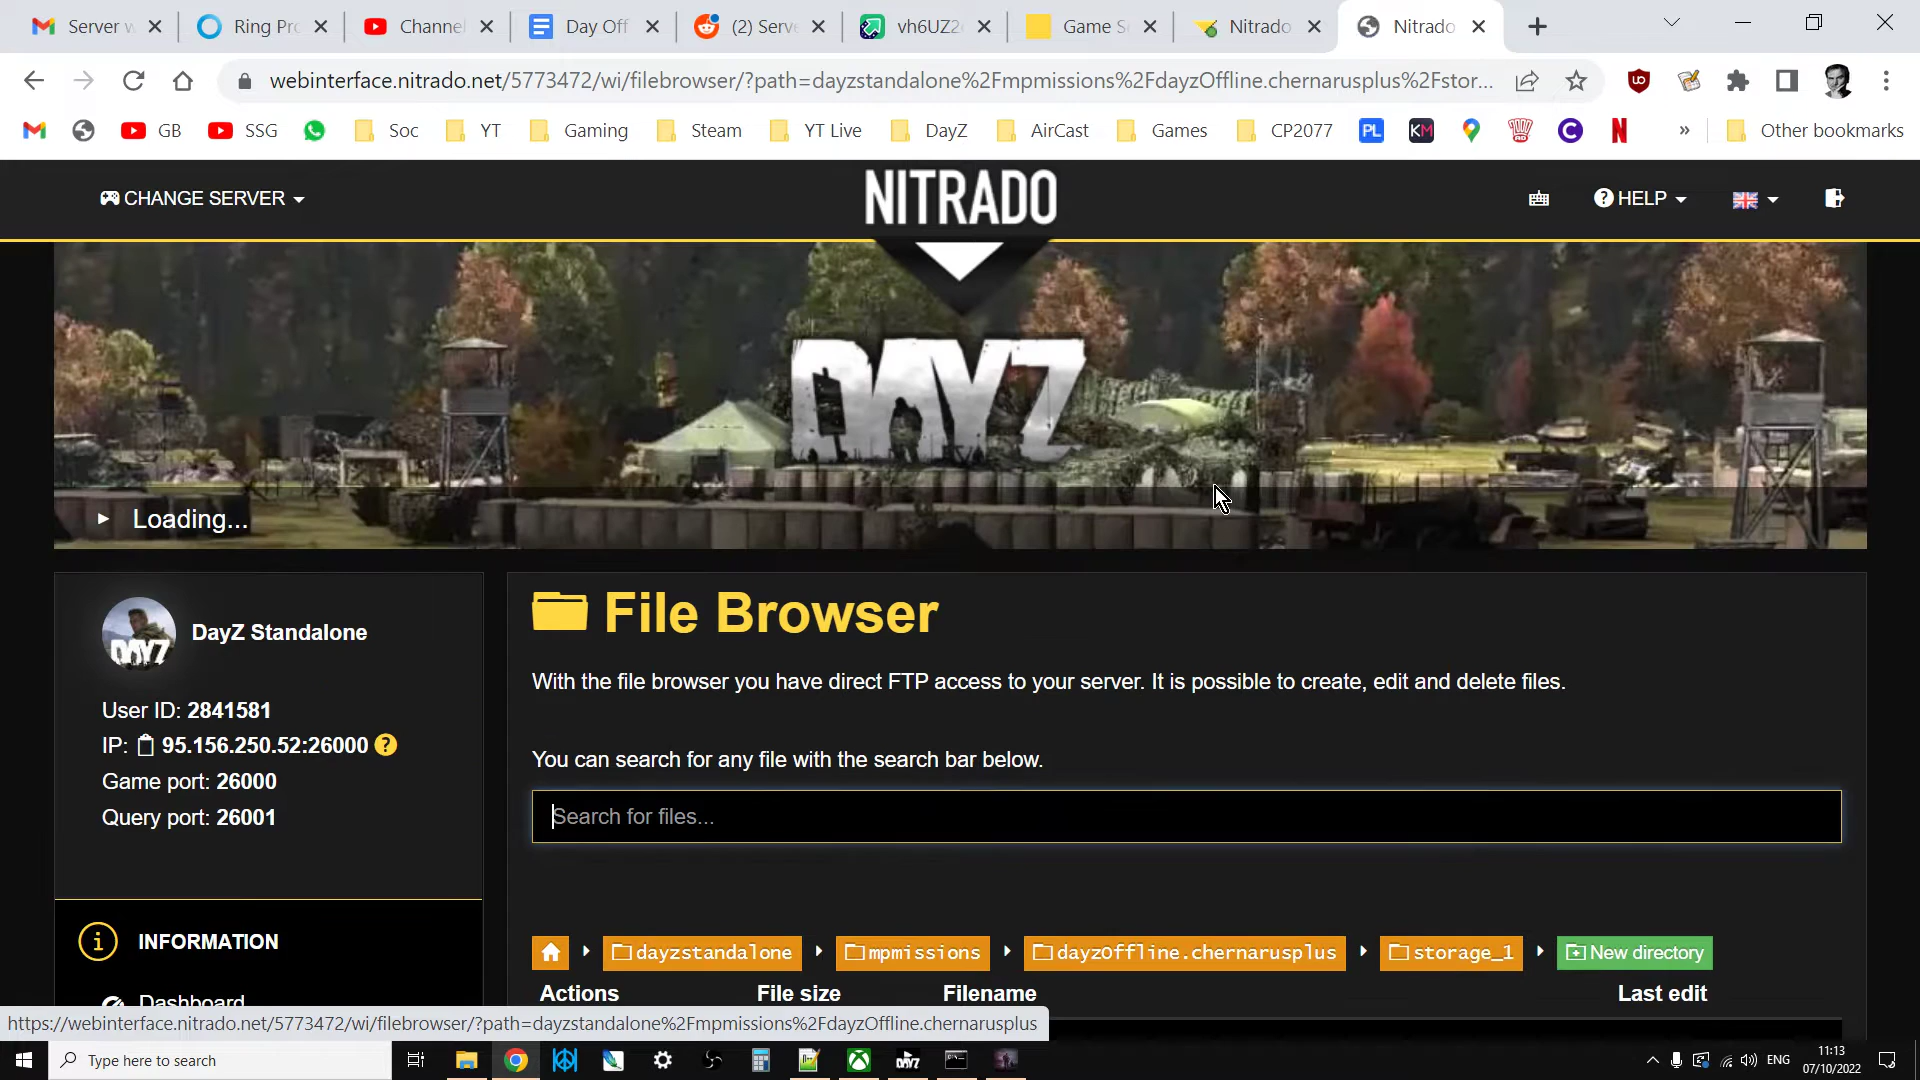 Server w
Ring Pro
Channel
Day Off
(2) Serve
vh6UZ2
Game S
Nitrado
Nitrado
webinterface.nitrado.net/5773472/wi/filebrowser/?path=dayzstandalone%2Fmpmissions%2FdayzOffline.chernarusplus%2Fstor...
GB
SSG
Soc
YT
Gaming
Steam
YT Live
DayZ
AirCast
Games
CP2077
PL
KM
»
Other bookmarks
CHANGE SERVER
NITRADO
HELP
DAYZ
Loading...
DAYZ
DayZ Standalone
User ID: 2841581
IP: 95.156.250.52:26000 ?
Game port: 26000
Query port: 26001
INFORMATION
Dashboard
File Browser
With the file browser you have direct FTP access to your server. It is possible to create, edit and delete files.
You can search for any file with the search bar below.
Search for files...
dayzstandalone
mpmissions
dayzOffline.chernarusplus
storage_1
New directory
Actions
File size
Filename
Last edit
https://webinterface.nitrado.net/5773472/wi/filebrowser/?path=dayzstandalone%2Fmpmissions%2FdayzOffline.chernarusplus
Type here to search
DAYZ
ENG
11:13
07/10/2022